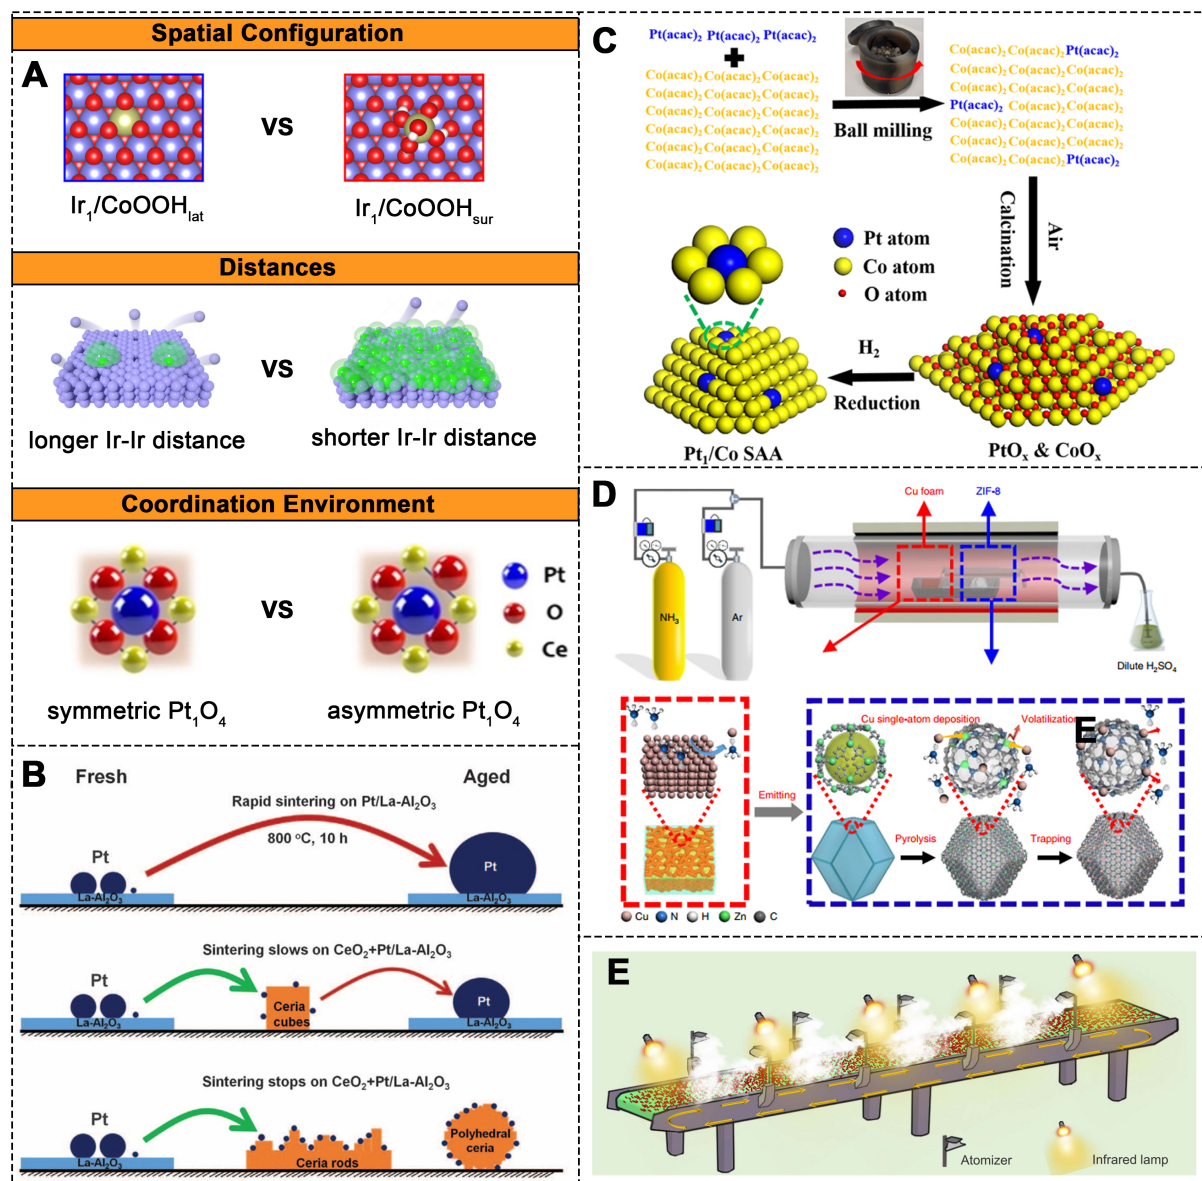 Spatial Configuration
A
vs
Ir1/CoOOHlat
Ir1/CoOOHsur
Distances
vs
longer Ir-Ir distance
shorter Ir-Ir distance
Coordination Environment
vs
Pt
O
Ce
symmetric Pt1O4
asymmetric Pt1O4
B
Fresh
Aged
Rapid sintering on Pt/La-Al2O3
800 °C, 10 h
Pt
Pt
La-Al2O3
La-Al2O3
Sintering slows on CeO2+Pt/La-Al2O3
Pt
Ceria
cubes
Pt
La-Al2O3
La-Al2O3
Sintering stops on CeO2+Pt/La-Al2O3
Pt
La-Al2O3
Ceria rods
Polyhedral
ceria
C
Pt(acac)2 Pt(acac)2 Pt(acac)2
+
Co(acac)2 Co(acac)2 Co(acac)2
Co(acac)2 Co(acac)2 Co(acac)2
Co(acac)2 Co(acac)2 Co(acac)2
Co(acac)2 Co(acac)2 Co(acac)2
Co(acac)2 Co(acac)2 Co(acac)2
Co(acac)2 Co(acac)2 Co(acac)2
Ball milling
Co(acac)2 Co(acac)2 Pt(acac)2
Co(acac)2 Co(acac)2 Co(acac)2
Co(acac)2 Co(acac)2 Co(acac)2
Pt(acac)2 Co(acac)2 Co(acac)2
Co(acac)2 Co(acac)2 Co(acac)2
Co(acac)2 Co(acac)2 Co(acac)2
Co(acac)2 Co(acac)2 Pt(acac)2
Calcination
Air
Pt atom
Co atom
O atom
H2
Reduction
Pt1/Co SAA
PtOx & CoOx
D
Cu foam
ZIF-8
NH3
Ar
Dilute H2SO4
Emitting
Cu single-atom deposition
Volatilization
E
Pyrolysis
Trapping
Cu
N
H
Zn
C
E
Atomizer
Infrared lamp